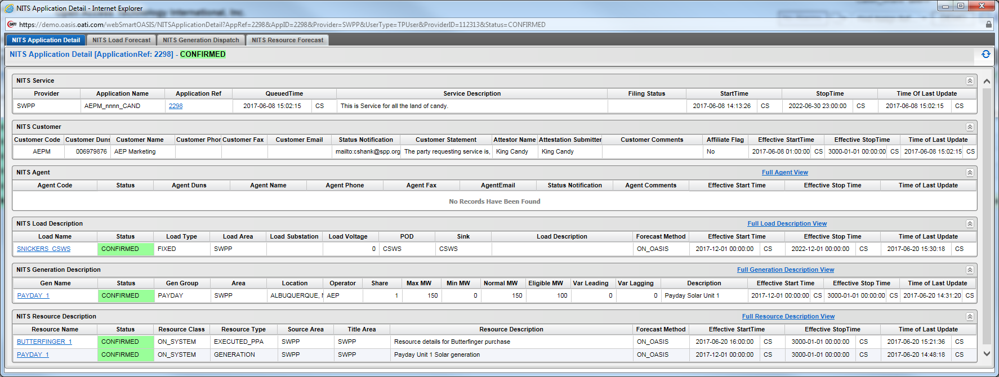 NITS Application Detail - Internet Explorer
OATI https://demo.oasis.oati.com/webSmartOASIS/NITSApplicationDetail?AppRef=2298&AppID=2298&Provider=SWPP&UserType=TPUser&ProviderID=112313&Status=CONFIRMED
NITS Application Detail NITS Load Forecast NITS Generation Dispatch NITS Resource Forecast
NITS Application Detail [ApplicationRef: 2298] - CONFIRMED
NITS Service
Provider Application Name Application Ref QueuedTime Service Description Filing Status StartTime StopTime Time Of Last Update
SWPP AEPM_nnnn_CAND 2298 2017-06-08 15:02:15 CS This is Service for all the land of candy. 2017-06-08 14:13:26 CS 2022-06-30 23:00:00 CS 2017-06-08 15:02:15 CS
NITS Customer
Customer Code Customer Duns Customer Name Customer Phor Customer Fax Customer Email Status Notification Customer Statement Attestor Name Attestation Submitter Customer Comments Affiliate Flag Effective StartTime Effective StopTime Time of Last Update
AEPM 006979876 AEP Marketing mailto:cshank@spp.org The party requesting service is, King Candy King Candy No 2017-06-08 01:00:00 CS 3000-01-01 00:00:00 CS 2017-06-08 15:02:15 CS
NITS Agent Full Agent View
Agent Code Status Agent Duns Agent Name Agent Phone Agent Fax AgentEmail Status Notification Agent Comments Effective Start Time Effective Stop Time Time of Last Update
No Records Have Been Found
NITS Load Description Full Load Description View
Load Name Status Load Type Load Area Load Substation Load Voltage POD Sink Load Description Forecast Method Effective Start Time Effective Stop Time Time of Last Update
SNICKERS_CSWS CONFIRMED FIXED SWPP 0 CSWS CSWS ON_OASIS 2017-12-01 00:00:00 CS 2022-12-01 00:00:00 CS 2017-06-20 15:30:18 CS
NITS Generation Description Full Generation Description View
Gen Name Status Gen Group Area Location Operator Share Max MW Min MW Normal MW Eligible MW Var Leading Var Lagging Description Effective Start Time Effective Stop Time Time of Last Update
PAYDAY_1 CONFIRMED PAYDAY SWPP ALBUQUERQUE, AEP 1 150 0 150 100 0 0 Payday Solar Unit 1 2017-12-01 00:00:00 CS 3000-01-01 00:00:00 CS 2017-06-20 14:31:20 CS
NITS Resource Description Full Resource Description View
Resource Name Status Resource Class Resource Type Source Area Title Area Resource Description Forecast Method Effective StartTime Effective StopTime Time of Last Update
BUTTERFINGER_1 CONFIRMED ON_SYSTEM EXECUTED_PPA SWPP SWPP Resource details for Butterfinger purchase ON_OASIS 2017-06-20 16:00:00 CS 3000-01-01 00:00:00 CS 2017-06-20 15:21:36 CS
PAYDAY_1 CONFIRMED ON_SYSTEM GENERATION SWPP SWPP Payday Unit 1 Solar generation ON_OASIS 2017-12-01 00:00:00 CS 3000-01-01 00:00:00 CS 2017-06-20 14:48:18 CS